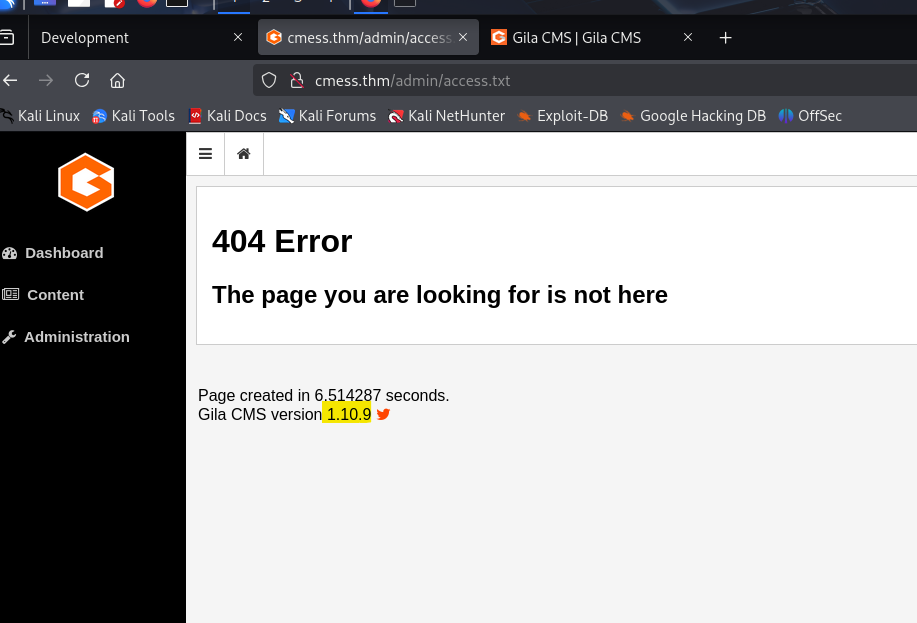 Development
cmess.thm/admin/access
Gila CMS | Gila CMS
cmess.thm/admin/access.txt
Kali Linux Kali Tools Kali Docs Kali Forums Kali NetHunter Exploit-DB Google Hacking DB OffSec
404 Error
The page you are looking for is not here
Dashboard
Content
Administration
Page created in 6.514287 seconds.
Gila CMS version 1.10.9